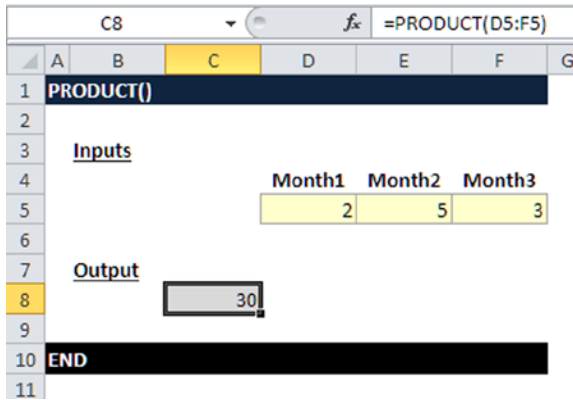 C8 fx =PRODUCT(D5:F5)
A B C D E F G
1 PRODUCT()
2
3 Inputs
4 Month1 Month2 Month3
5 2 5 3
6
7 Output
8 30
9
10 END
11